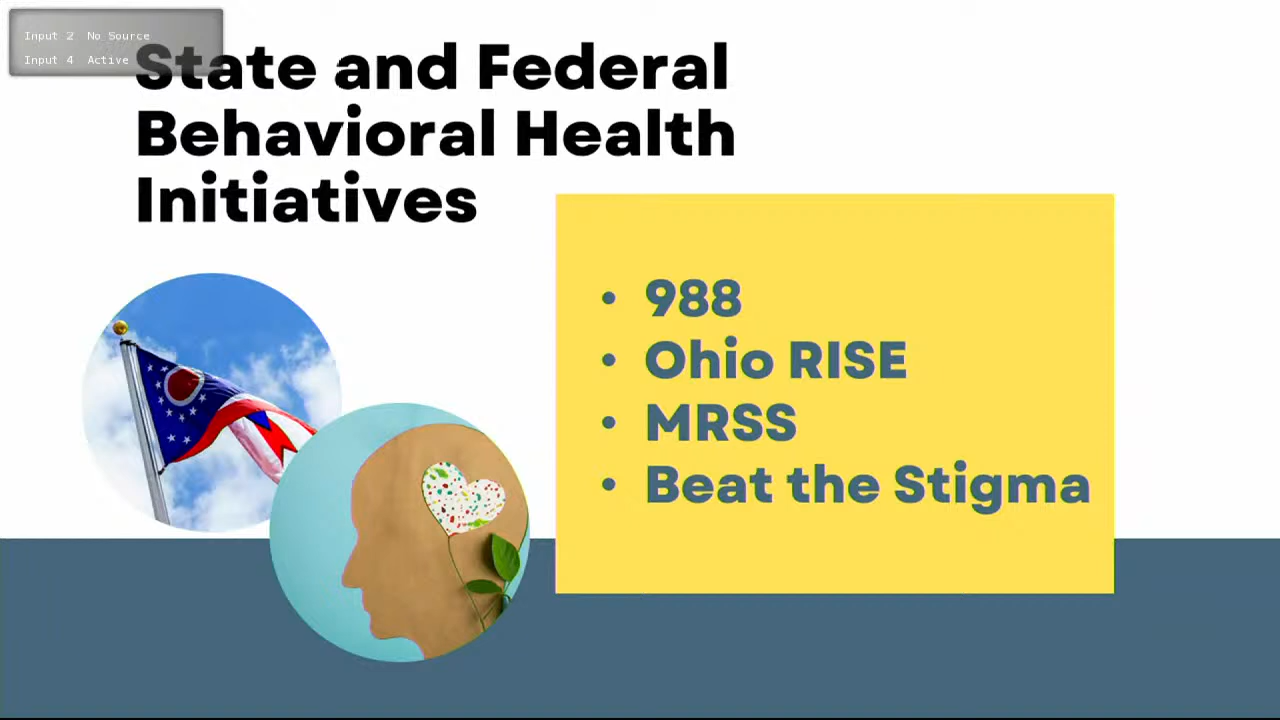 Input 2 No Source
Input 4 Active
State and Federal
Behavioral Health
Initiatives
• 988
• Ohio RISE
• MRSS
• Beat the Stigma